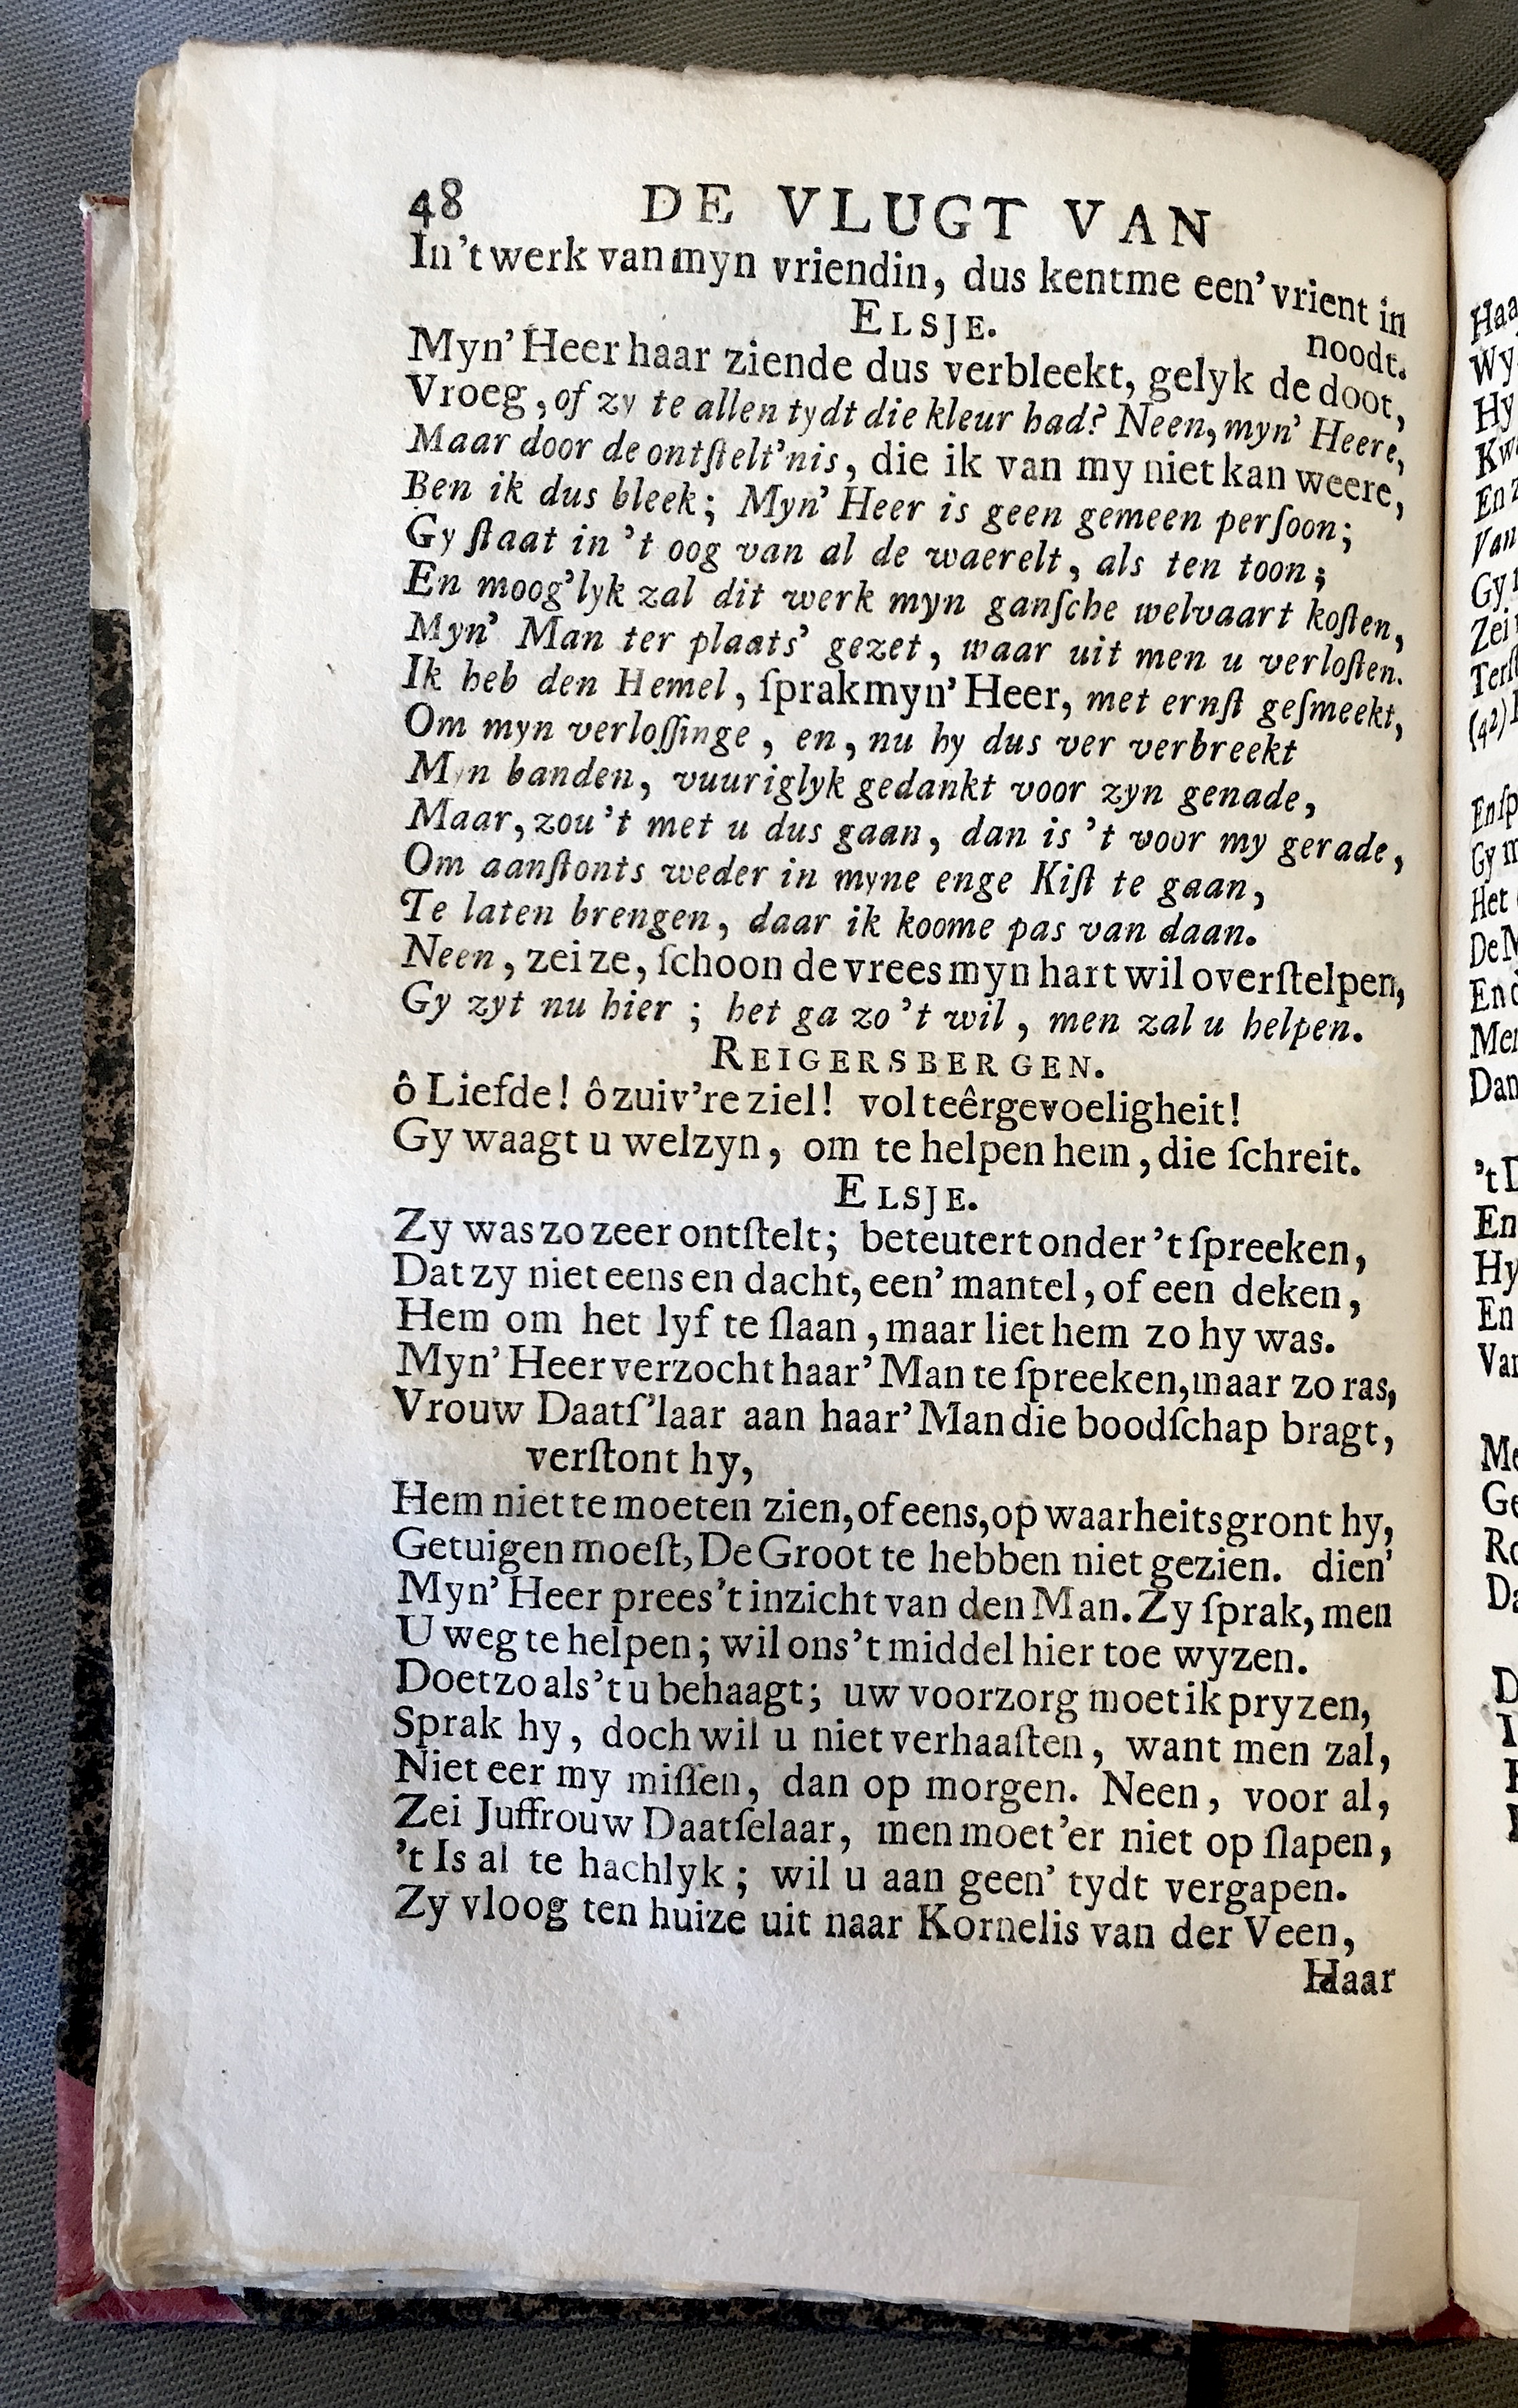 48 DE VLUGT VAN
In 't werk van myn vriendin, dus kent me een' vrient in
noodt.
ELSJE.
Myn' Heer haar ziende dus verbleekt, gelyk de doot,
Vroeg, of zy te allen tydt die kleur had? Neen, myn' Heere,
Maar door de ontſtelt'nis, die ik van my niet kan weere,
Ben ik dus bleek; Myn' Heer is geen gemeen perſoon;
Gy ſtaat in 't oog van al de waerelt, als ten toon;
En moog'lyk zal dit werk myn ganſche welvaart koſten,
Myn' Man ter plaats' gezet, waar uit men u verloſten.
Ik heb den Hemel, ſprak myn' Heer, met ernſt geſmeekt,
Om myn verloſſinge, en, nu hy dus ver verbreekt
Myn banden, vuuriglyk gedankt voor zyn genade,
Maar, zou 't met u dus gaan, dan is 't voor my gerade,
Om aanſtonts weder in myne enge Kiſt te gaan,
Te laten brengen, daar ik koome pas van daan.
Neen, zei ze, ſchoon de vrees myn hart wil overſtelpen,
Gy zyt nu hier; het ga zo 't wil, men zal u helpen.
REIGERSBERGEN.
ô Liefde! ô zuiv're ziel! vol teêrgevoeligheit!
Gy waagt u welzyn, om te helpen hem, die ſchreit.
ELSJE.
Zy was zo zeer ontſtelt; beteutert onder 't ſpreeken,
Dat zy niet eens en dacht, een' mantel, of een deken,
Hem om het lyf te ſlaan, maar liet hem zo hy was.
Myn' Heer verzocht haar' Man te ſpreeken, maar zo ras,
Vrouw Daatſ'laar aan haar' Man die boodſchap bragt,
verſtont hy,
Hem niet te moeten zien, of eens, op waarheits gront hy,
Getuigen moeſt, De Groot te hebben niet gezien. dien'
Myn' Heer prees 't inzicht van den Man. Zy ſprak, men
U weg te helpen; wil ons 't middel hier toe wyzen.
Doet zo als 't u behaagt; uw voorzorg moet ik pryzen,
Sprak hy, doch wil u niet verhaaſten, want men zal,
Niet eer my miſſen, dan op morgen. Neen, voor al,
Zei Juffrouw Daatſelaar, men moet 'er niet op ſlapen,
't Is al te hachlyk; wil u aan geen' tydt vergapen.
Zy vloog ten huize uit naar Kornelis van der Veen,
Haar